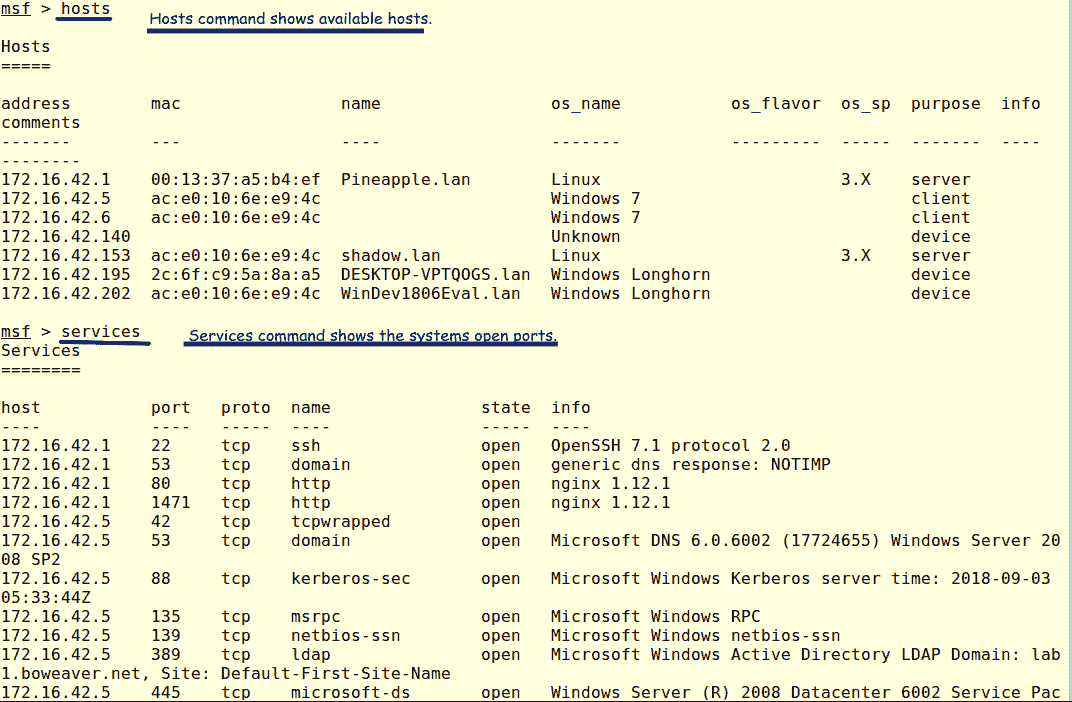 msf > hosts
Hosts command shows available hosts.
Hosts
=====
address mac name os_name os_flavor os_sp purpose info
comments
------- --- ---- ------- --------- ----- ------- ----
--------
172.16.42.1 00:13:37:a5:b4:ef Pineapple.lan Linux 3.X server
172.16.42.5 ac:e0:10:6e:e9:4c Windows 7 client
172.16.42.6 ac:e0:10:6e:e9:4c Windows 7 client
172.16.42.140 Unknown device
172.16.42.153 ac:e0:10:6e:e9:4c shadow.lan Linux 3.X server
172.16.42.195 2c:6f:c9:5a:8a:a5 DESKTOP-VPTQOGS.lan Windows Longhorn device
172.16.42.202 ac:e0:10:6e:e9:4c WinDev1806Eval.lan Windows Longhorn device
msf > services
Services command shows the systems open ports.
Services
========
host port proto name state info
---- ---- ----- ---- ----- ----
172.16.42.1 22 tcp ssh open OpenSSH 7.1 protocol 2.0
172.16.42.1 53 tcp domain open generic dns response: NOTIMP
172.16.42.1 80 tcp http open nginx 1.12.1
172.16.42.1 1471 tcp http open nginx 1.12.1
172.16.42.5 42 tcp tcpwrapped open
172.16.42.5 53 tcp domain open Microsoft DNS 6.0.6002 (17724655) Windows Server 20
08 SP2
172.16.42.5 88 tcp kerberos-sec open Microsoft Windows Kerberos server time: 2018-09-03
05:33:44Z
172.16.42.5 135 tcp msrpc open Microsoft Windows RPC
172.16.42.5 139 tcp netbios-ssn open Microsoft Windows netbios-ssn
172.16.42.5 389 tcp ldap open Microsoft Windows Active Directory LDAP Domain: lab
1.boweaver.net, Site: Default-First-Site-Name
172.16.42.5 445 tcp microsoft-ds open Windows Server (R) 2008 Datacenter 6002 Service Pac